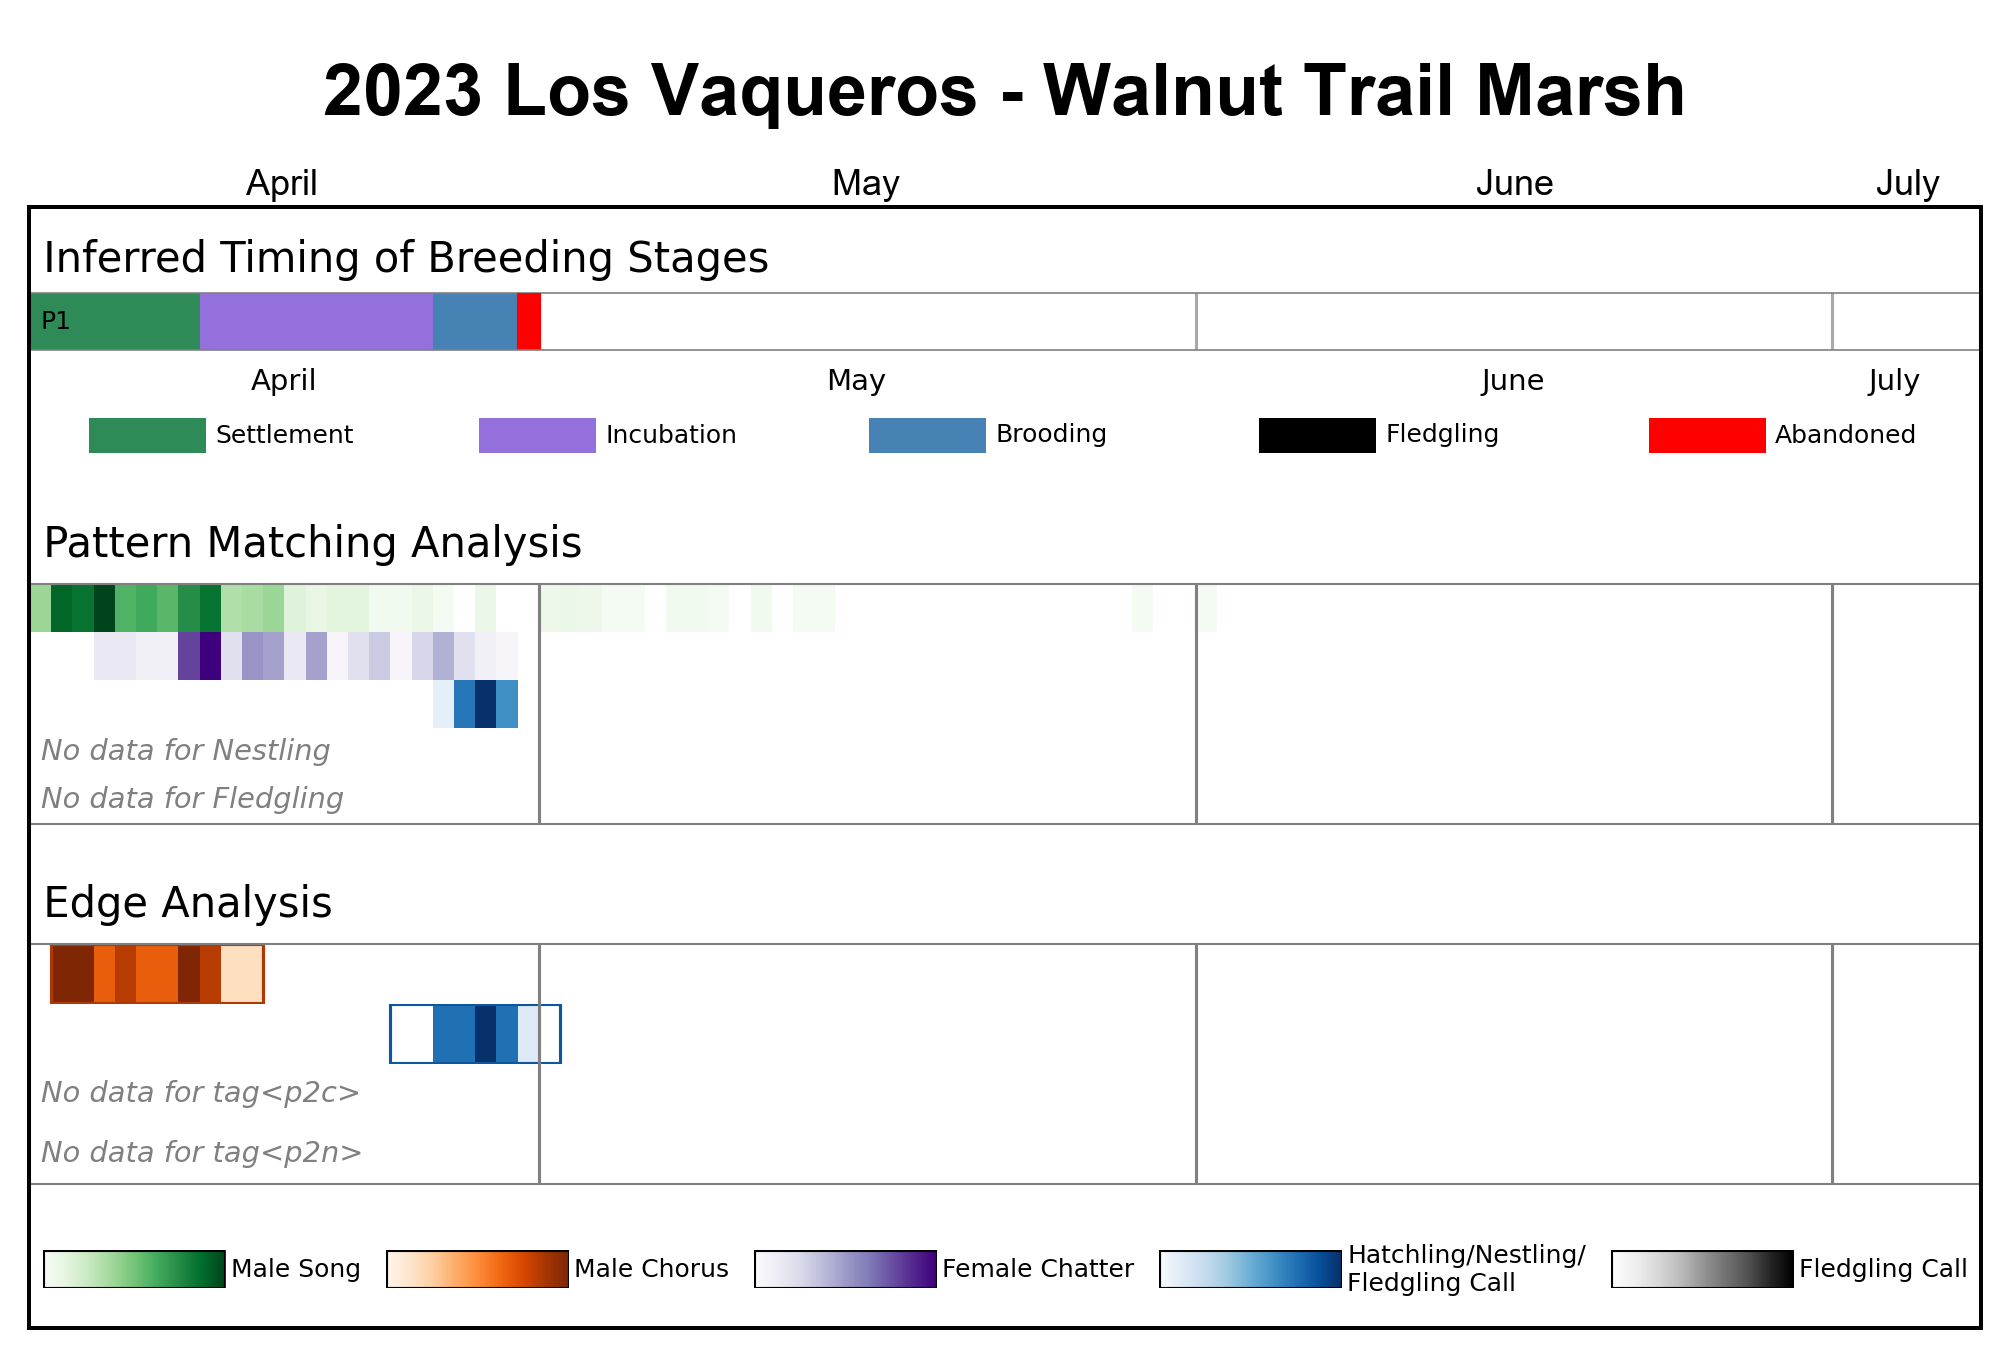 2023 Los Vaqueros - Walnut Trail Marsh
April May June July
Inferred Timing of Breeding Stages
P1
April May June July
Settlement Incubation Brooding Fledgling Abandoned
Pattern Matching Analysis
No data for Nestling
No data for Fledgling
Edge Analysis
No data for tag<p2c>
No data for tag<p2n>
Male Song Male Chorus Female Chatter Hatchling/Nestling/
Fledgling Call Fledgling Call